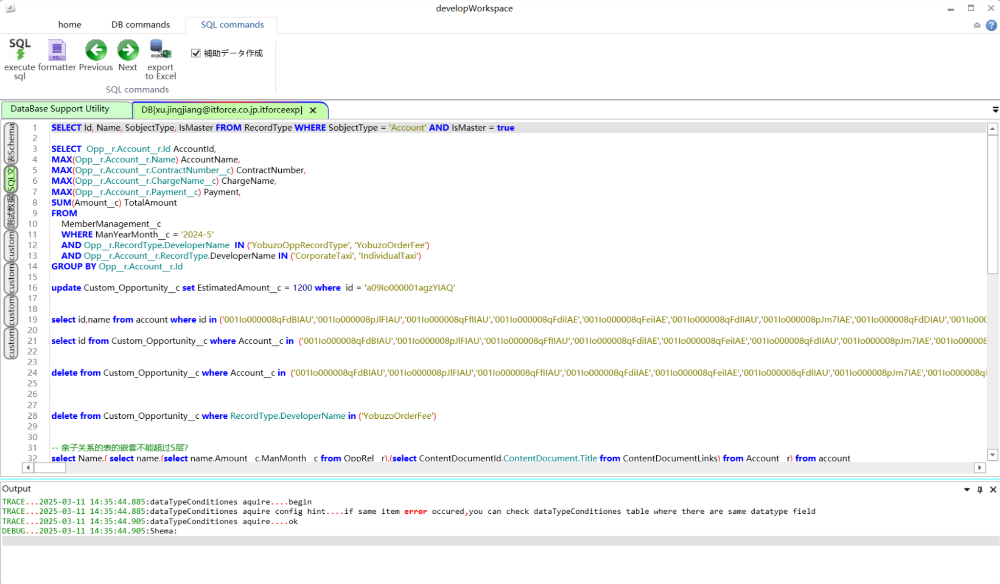 developWorkspace
home DB commands SQL commands
SQL
execute sql
formatter
Previous
Next
export to Excel
補助データ作成
SQL commands
DataBase Support Utility
DB[xu.jingjiang@itforce.co.jp.itforceexp]
表Schema
SQL文
测试数据
custom
custom
custom
custom
1 SELECT Id, Name, SobjectType, IsMaster FROM RecordType WHERE SobjectType = 'Account' AND IsMaster = true
2
3 SELECT Opp__r.Account__r.Id AccountId,
4 MAX(Opp__r.Account__r.Name) AccountName,
5 MAX(Opp__r.Account__r.ContractNumber__c) ContractNumber,
6 MAX(Opp__r.Account__r.ChargeName__c) ChargeName,
7 MAX(Opp__r.Account__r.Payment__c) Payment,
8 SUM(Amount__c) TotalAmount
9 FROM
10 MemberManagement__c
11 WHERE ManYearMonth__c = '2024-5'
12 AND Opp__r.RecordType.DeveloperName IN ('YobuzoOppRecordType', 'YobuzoOrderFee')
13 AND Opp__r.Account__r.RecordType.DeveloperName IN ('CorporateTaxi', 'IndividualTaxi')
14 GROUP BY Opp__r.Account__r.Id
15
16 update Custom_Opportunity__c set EstimatedAmount__c = 1200 where id = 'a09Io000001agzYIAQ'
17
18
19 select id,name from account where id in ('001Io000008qFdBIAU','001Io000008pJlFIAU','001Io000008qFfIIAU','001Io000008qFdiIAE','001Io000008qFeiIAE','001Io000008qFdIIAU','001Io000008pJm7IAE','001Io000008qFdDIAU','001Io000
20
21 select id from Custom_Opportunity__c where Account__c in ('001Io000008qFdBIAU','001Io000008pJlFIAU','001Io000008qFfIIAU','001Io000008qFdiIAE','001Io000008qFeiIAE','001Io000008qFdIIAU','001Io000008pJm7IAE','001Io000008
22
23
24 delete from Custom_Opportunity__c where Account__c in ('001Io000008qFdBIAU','001Io000008pJlFIAU','001Io000008qFfIIAU','001Io000008qFdiIAE','001Io000008qFeiIAE','001Io000008qFdIIAU','001Io000008pJm7IAE','001Io000008q
25
26
27
28 delete from Custom_Opportunity__c where RecordType.DeveloperName in ('YobuzoOrderFee')
29
30
31 -- 亲子关系的表的嵌套不能超过5层?
32 select Name,( select name,(select name,Amount__c,ManMonth__c from OppRel__r),(select ContentDocumentId,ContentDocument.Title from ContentDocumentLinks) from Account__r) from account
Output
TRACE...2025-03-11 14:35:44.885:dataTypeConditiones aquire....begin
TRACE...2025-03-11 14:35:44.885:dataTypeConditiones aquire config hint....if same item error occured,you can check dataTypeConditiones table where there are same datatype field
TRACE...2025-03-11 14:35:44.905:dataTypeConditiones aquire....ok
DEBUG...2025-03-11 14:35:44.905:Shema: